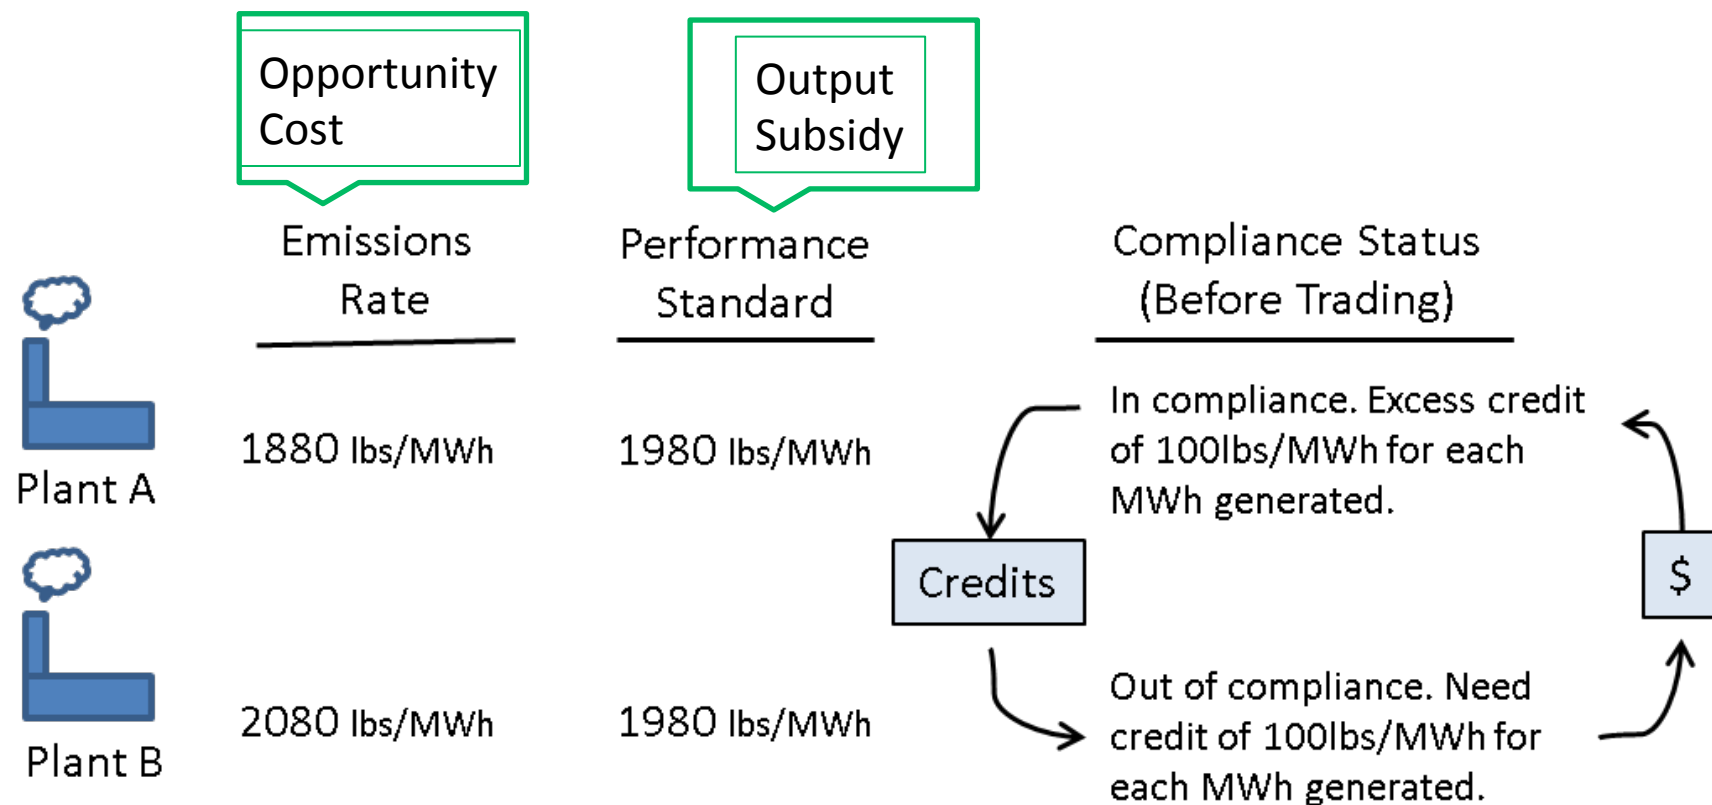 Opportunity
Cost
Output
Subsidy
Emissions
Rate
Performance
Standard
Compliance Status
(Before Trading)
Plant A
1880 lbs/MWh
1980 lbs/MWh
In compliance. Excess credit
of 100lbs/MWh for each
MWh generated.
Credits
$
Plant B
2080 lbs/MWh
1980 lbs/MWh
Out of compliance. Need
credit of 100lbs/MWh for
each MWh generated.